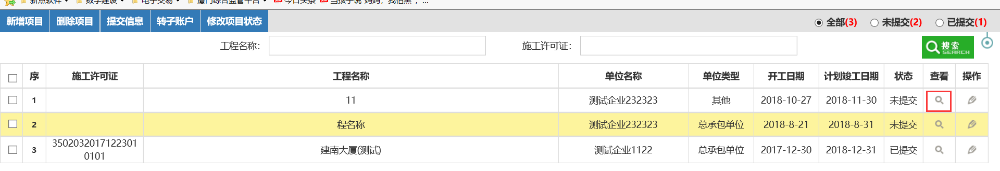 新点软件 数字建设 电子交易 厦门综合监管平台 今日头条 当孩子说"妈妈，我怕黑"，...
新增项目 删除项目 提交信息 转子账户 修改项目状态 全部(3) 未提交(2) 已提交(1)
工程名称： 施工许可证： 搜索 SEARCH
序 施工许可证 工程名称 单位名称 单位类型 开工日期 计划竣工日期 状态 查看 操作
1 11 测试企业232323 其他 2018-10-27 2018-11-30 未提交
2 程名称 测试企业232323 总承包单位 2018-8-21 2018-8-31 未提交
3 3502032017122301 建南大厦(测试) 测试企业1122 总承包单位 2017-12-30 2018-12-31 已提交
0101